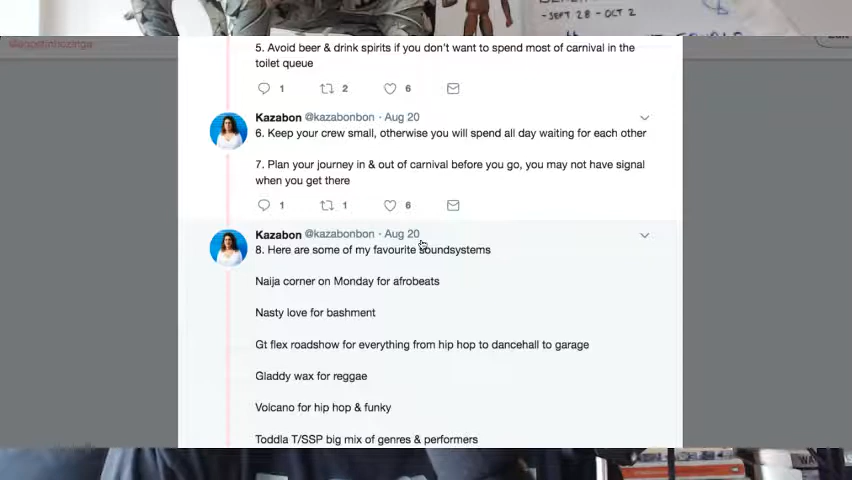 -SEPT 28 - OCT 2
@agostinhozinga
5. Avoid beer & drink spirits if you don't want to spend most of carnival in the
toilet queue
1 2 6
Kazabon @kazabonbon · Aug 20
6. Keep your crew small, otherwise you will spend all day waiting for each other
7. Plan your journey in & out of carnival before you go, you may not have signal
when you get there
1 1 6
Kazabon @kazabonbon · Aug 20
8. Here are some of my favourite soundsystems
Naija corner on Monday for afrobeats
Nasty love for bashment
Gt flex roadshow for everything from hip hop to dancehall to garage
Gladdy wax for reggae
Volcano for hip hop & funky
Toddla T/SSP big mix of genres & performers